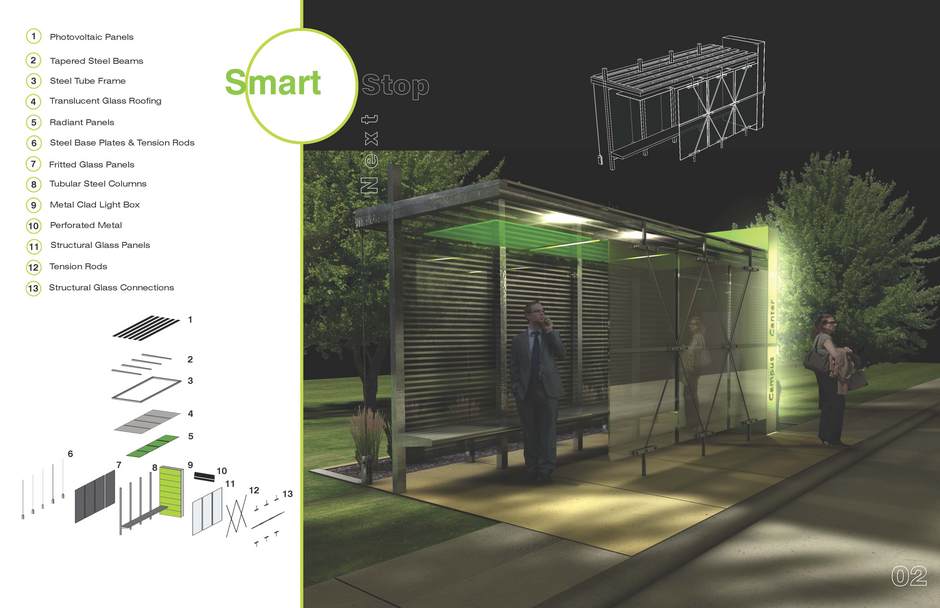 1 Photovoltaic Panels
2 Tapered Steel Beams
3 Steel Tube Frame
4 Translucent Glass Roofing
5 Radiant Panels
6 Steel Base Plates & Tension Rods
7 Fritted Glass Panels
8 Tubular Steel Columns
9 Metal Clad Light Box
10 Perforated Metal
11 Structural Glass Panels
12 Tension Rods
13 Structural Glass Connections
Smart Stop
Next
1
2
3
4
5
6
7
8
9
10
11
12
13
Campus Center
02